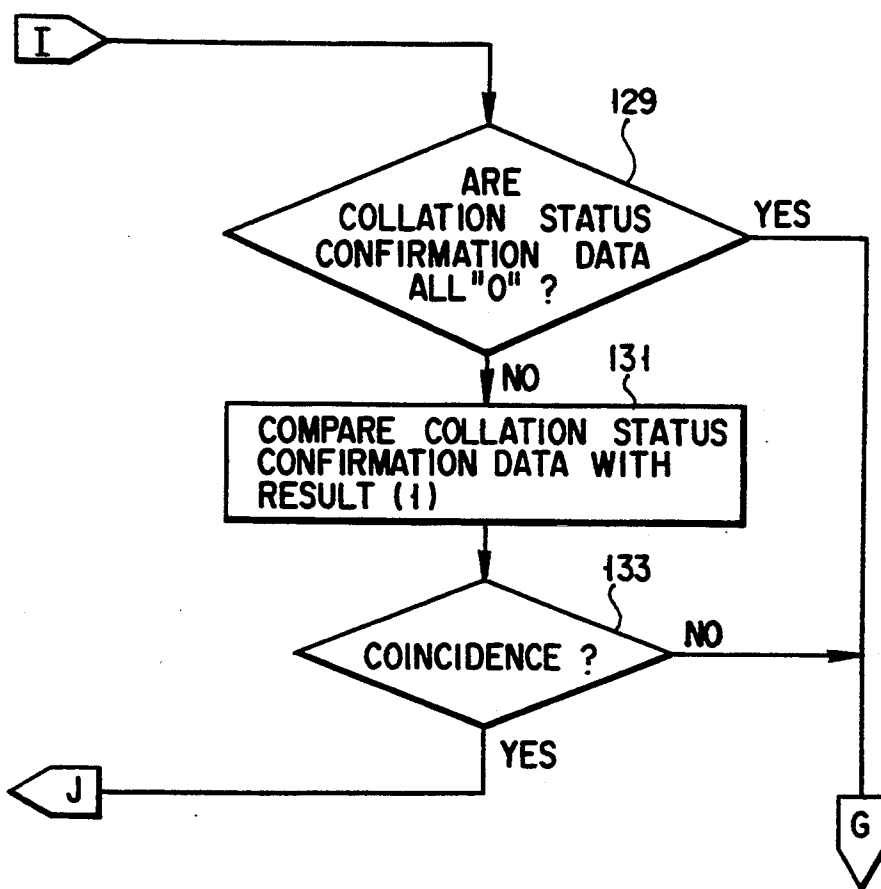 I
129
ARE
COLLATION STATUS
CONFIRMATION DATA
ALL "0" ?
YES
NO
131
COMPARE COLLATION STATUS
CONFIRMATION DATA WITH
RESULT (1)
133
COINCIDENCE ?
NO
YES
J
G